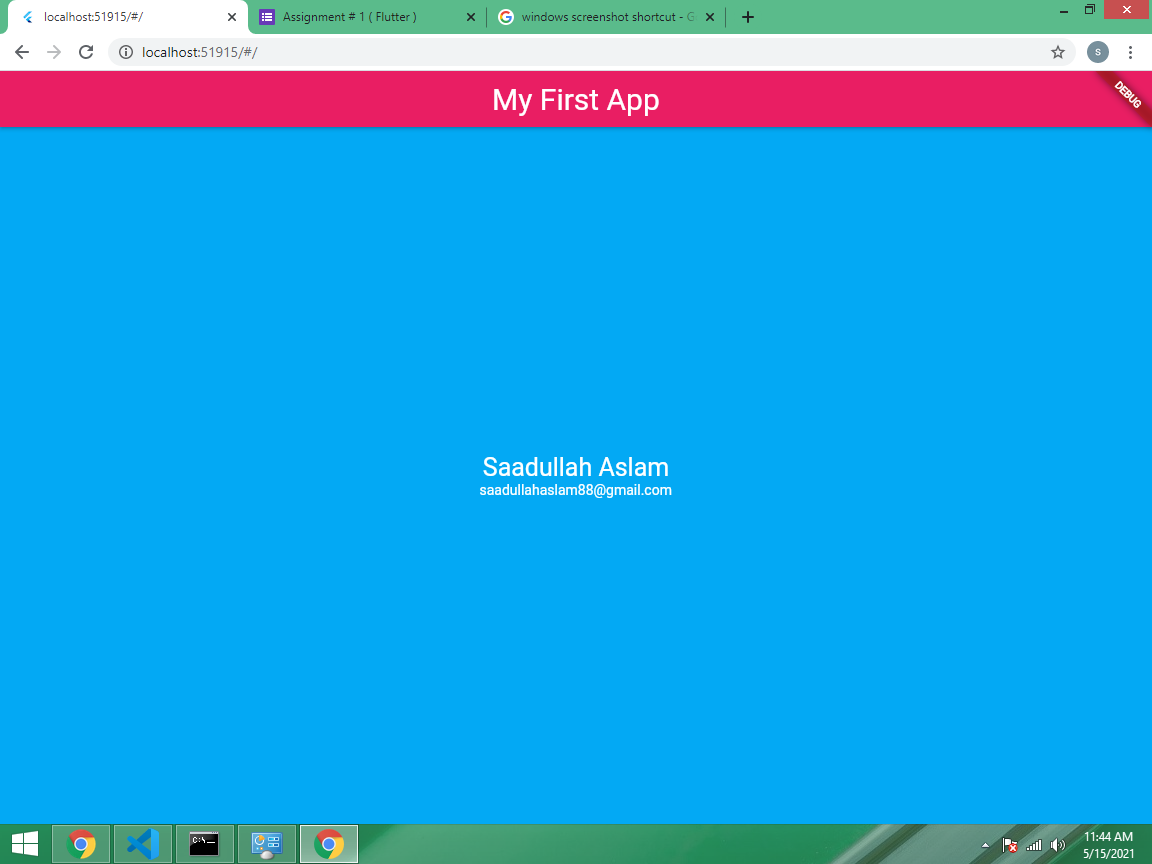 localhost:51915/#/
Assignment # 1 ( Flutter )
windows screenshot shortcut - G
localhost:51915/#/
s
My First App
DEBUG
Saadullah Aslam
saadullahaslam88@gmail.com
C:\_
11:44 AM
5/15/2021